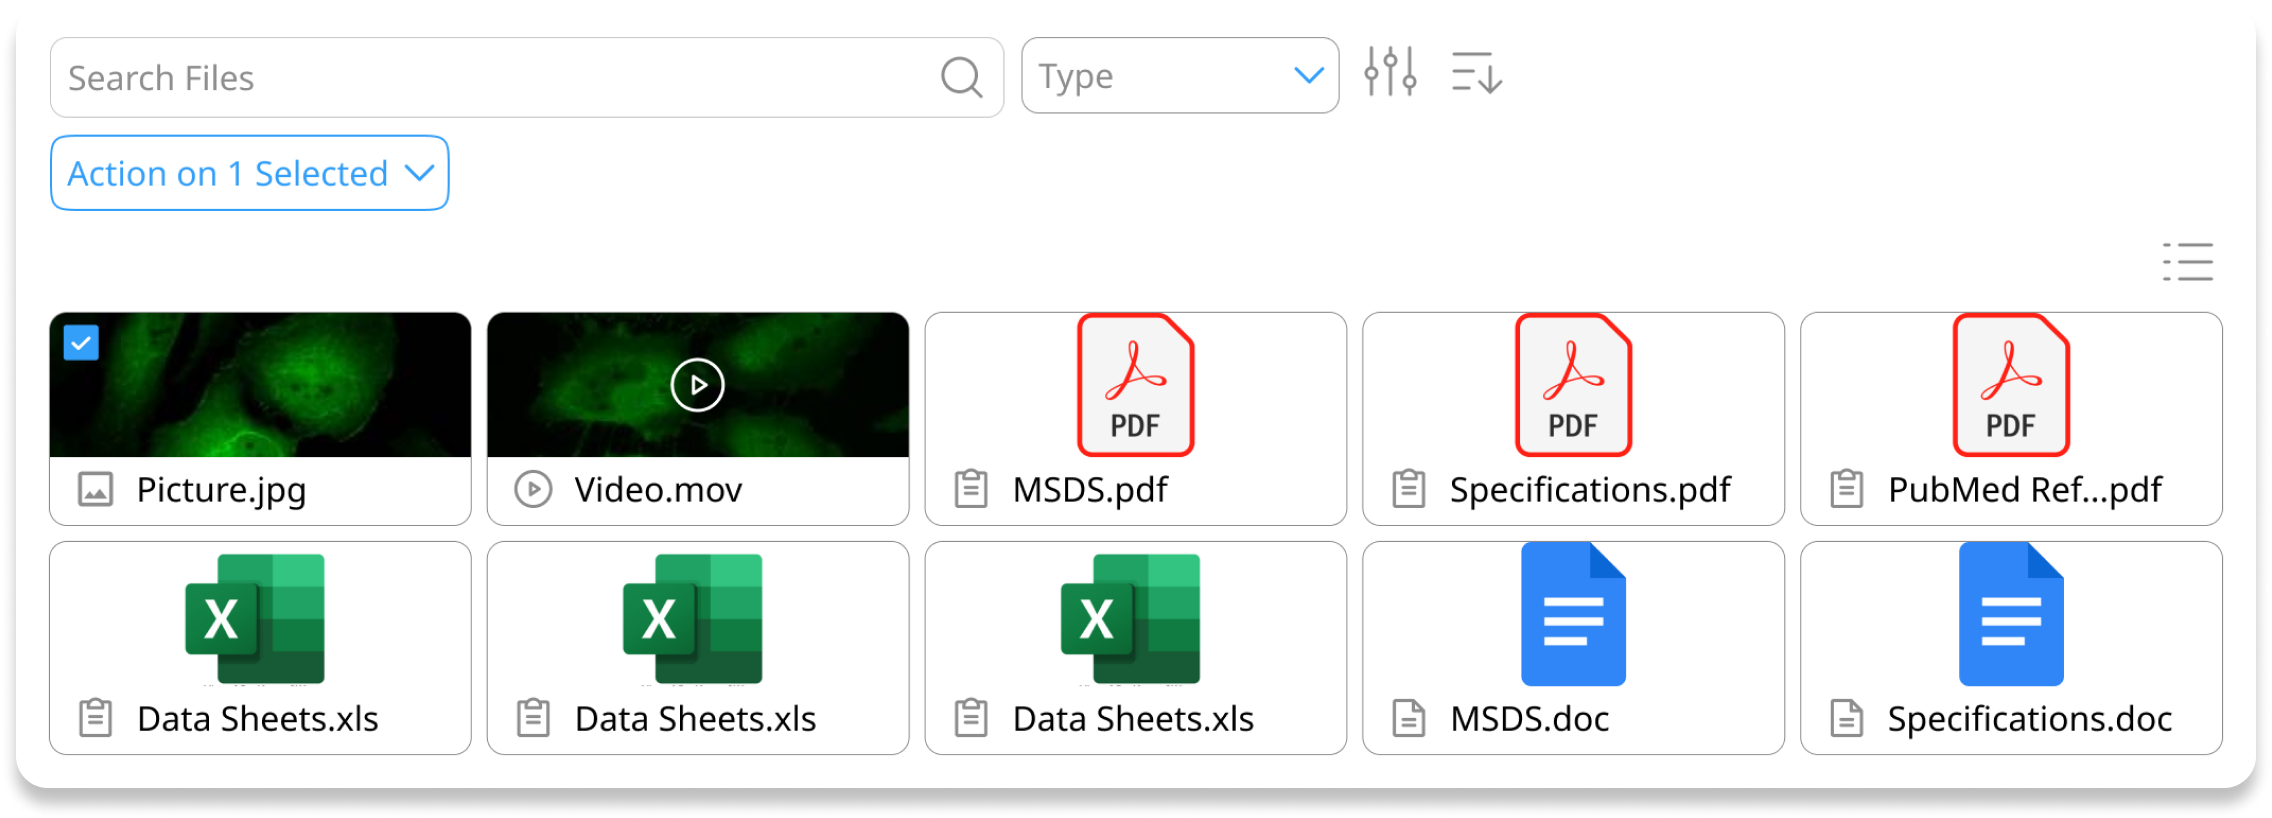 Search Files
Type
Action on 1 Selected
PDF
PDF
PDF
Picture.jpg
Video.mov
MSDS.pdf
Specifications.pdf
PubMed Ref...pdf
X
X
X
Data Sheets.xls
Data Sheets.xls
Data Sheets.xls
MSDS.doc
Specifications.doc